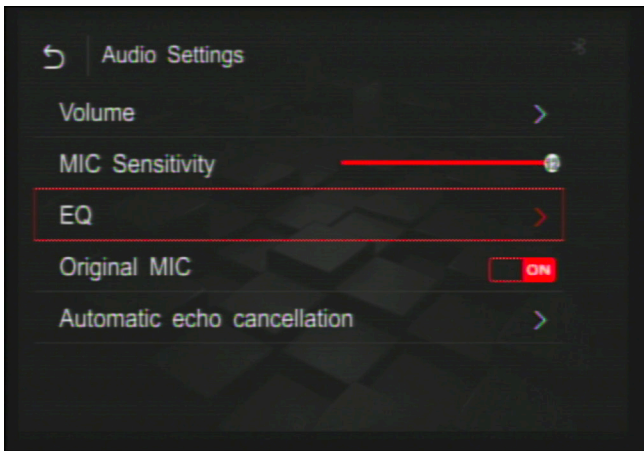 Audio Settings
Volume
MIC Sensitivity
EQ
Original MIC ON
Automatic echo cancellation